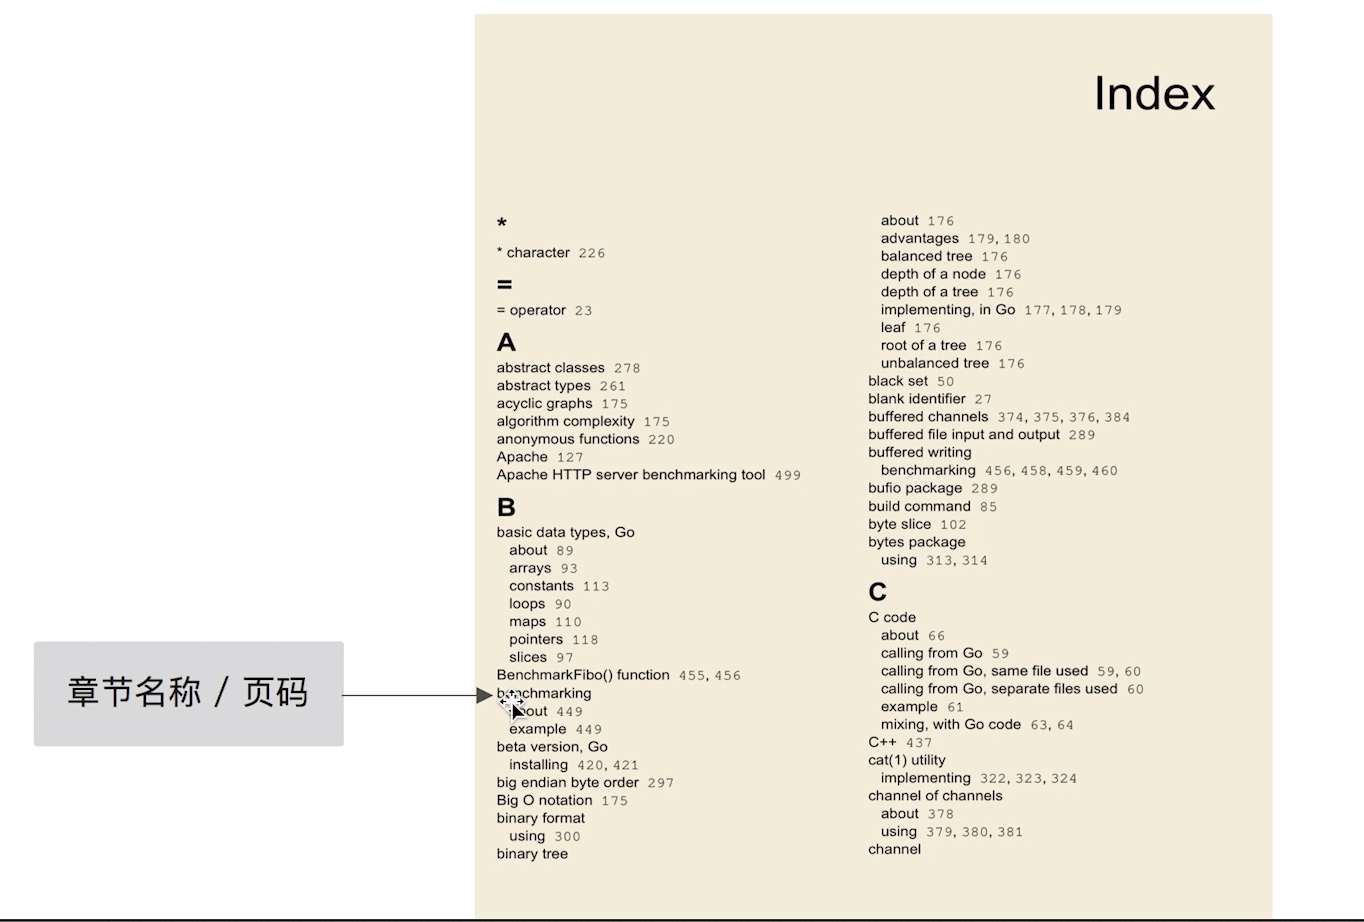 Index
*
* character 226
=
= operator 23
A
abstract classes 278
abstract types 261
acyclic graphs 175
algorithm complexity 175
anonymous functions 220
Apache 127
Apache HTTP server benchmarking tool 499
B
basic data types, Go
about 89
arrays 93
constants 113
loops 90
maps 110
pointers 118
slices 97
BenchmarkFibo() function 455, 456
benchmarking
about 449
example 449
beta version, Go
installing 420, 421
big endian byte order 297
Big O notation 175
binary format
using 300
binary tree
about 176
advantages 179, 180
balanced tree 176
depth of a node 176
depth of a tree 176
implementing, in Go 177, 178, 179
leaf 176
root of a tree 176
unbalanced tree 176
black set 50
blank identifier 27
buffered channels 374, 375, 376, 384
buffered file input and output 289
buffered writing
benchmarking 456, 458, 459, 460
bufio package 289
build command 85
byte slice 102
bytes package
using 313, 314
C
C code
about 66
calling from Go 59
calling from Go, same file used 59, 60
calling from Go, separate files used 60
example 61
mixing, with Go code 63, 64
C++ 437
cat(1) utility
implementing 322, 323, 324
channel of channels
about 378
using 379, 380, 381
channel
章节名称 / 页码